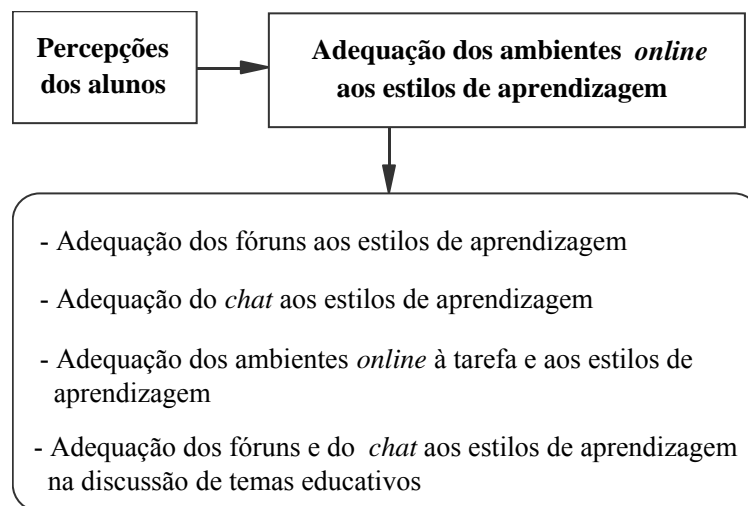 Percepções
dos alunos
Adequação dos ambientes online
aos estilos de aprendizagem
- Adequação dos fóruns aos estilos de aprendizagem
- Adequação do chat aos estilos de aprendizagem
- Adequação dos ambientes online à tarefa e aos estilos de
aprendizagem
- Adequação dos fóruns e do chat aos estilos de aprendizagem
na discussão de temas educativos